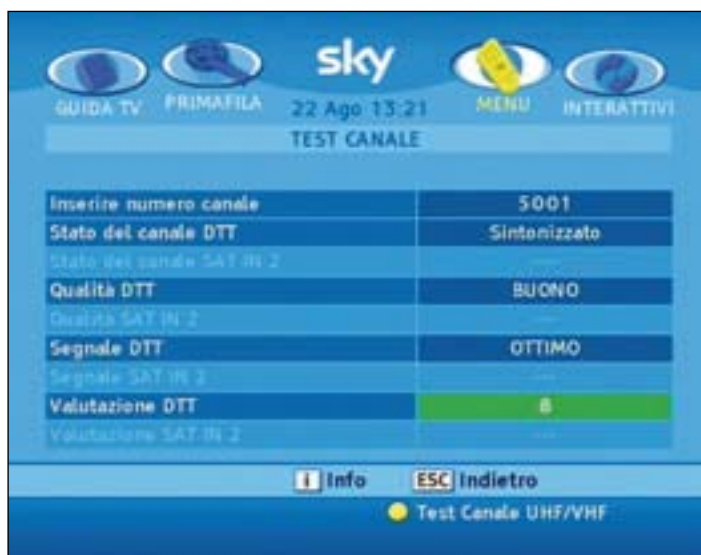 sky
GUIDA TV PRIMAFILA 22 Ago 13:21 MENU INTERATTIVI
TEST CANALE
Inserire numero canale 5001
Stato del canale DTT Sintonizzato
Stato del canale SAT IN 2 ---
Qualità DTT BUONO
Qualità SAT IN 2 ---
Segnale DTT OTTIMO
Segnale SAT IN 2 ---
Valutazione DTT
Valutazione SAT IN 2 ---
i Info ESC Indietro
Test Canale UHF/VHF